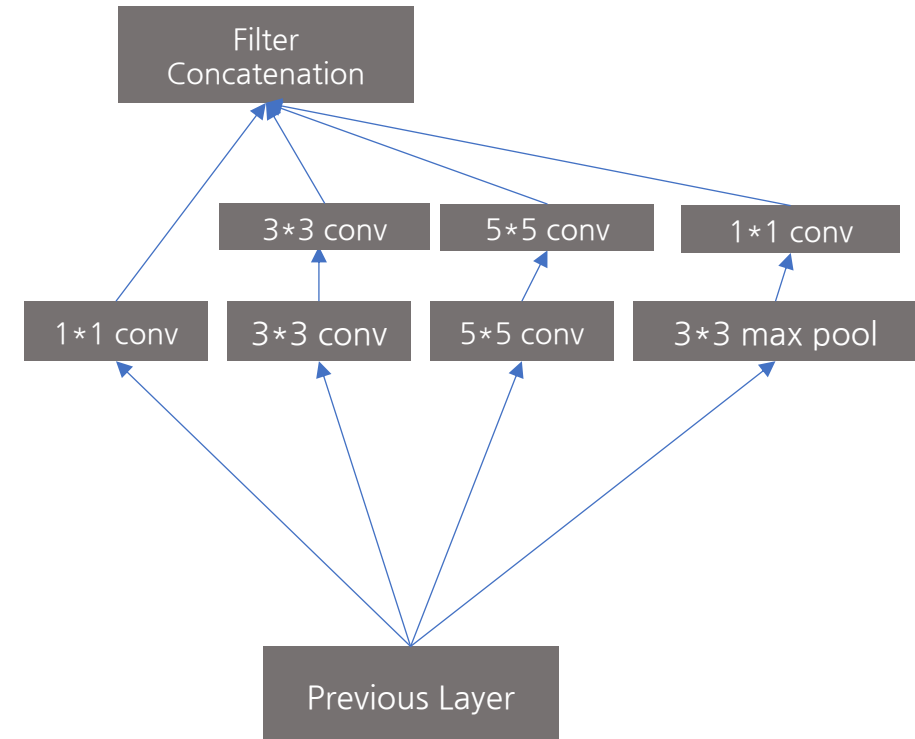 Filter
Concatenation
3*3 conv
5*5 conv
1*1 conv
1*1 conv
3*3 conv
5*5 conv
3*3 max pool
Previous Layer